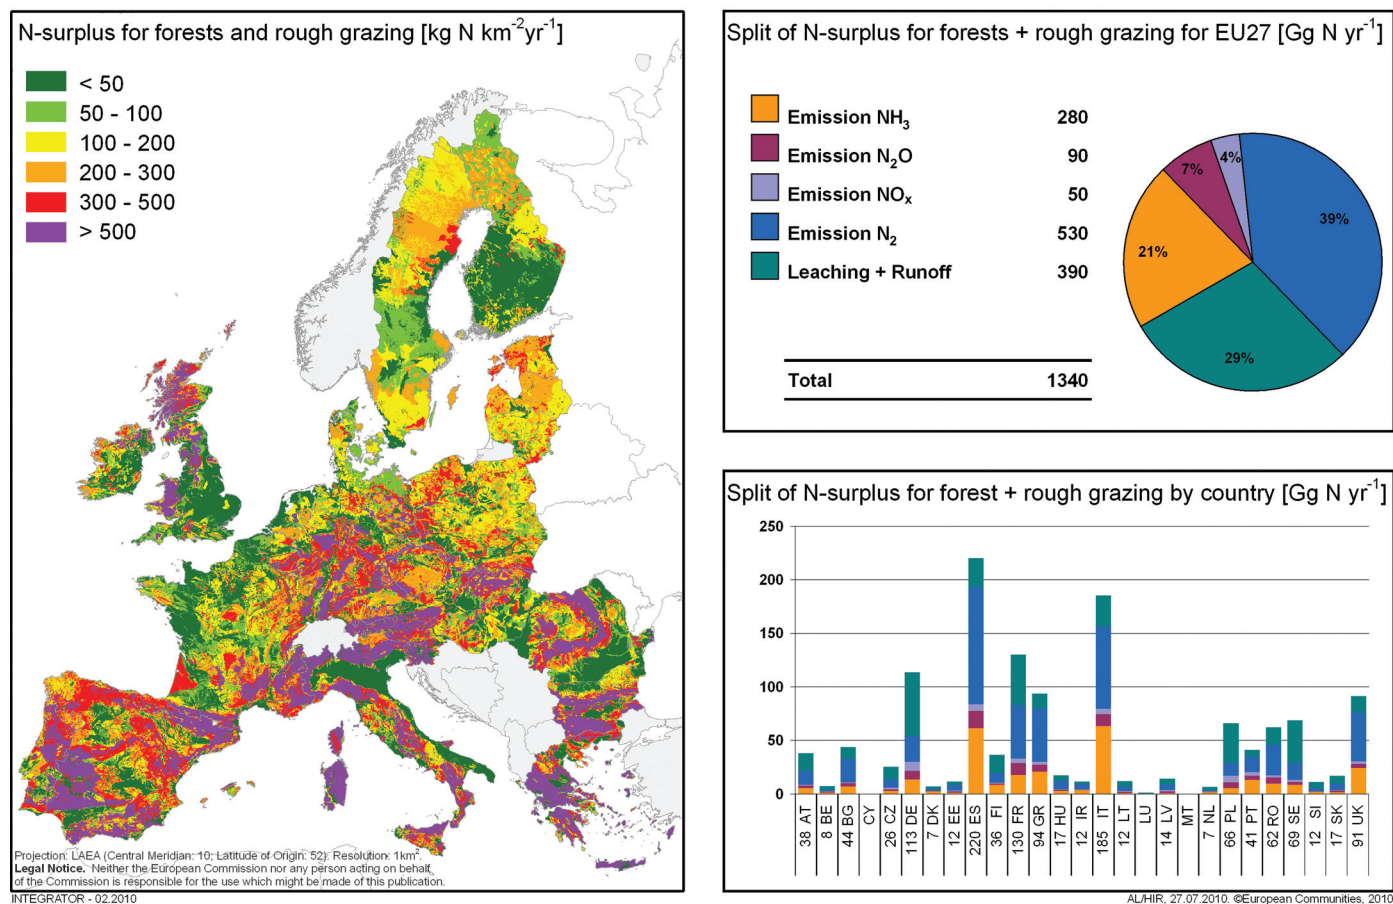 N-surplus for forests and rough grazing [kg N km⁻²yr⁻¹]
< 50
50 - 100
100 - 200
200 - 300
300 - 500
> 500
Projection: LAEA (Central Meridian: 10; Latitude of Origin: 52). Resolution: 1km².
Legal Notice. Neither the European Commission nor any person acting on behalf
of the Commission is responsible for the use which might be made of this publication.
INTEGRATOR - 02.2010
Split of N-surplus for forests + rough grazing for EU27 [Gg N yr⁻¹]
Emission NH₃ 280
Emission N₂O 90
Emission NOₓ 50
Emission N₂ 530
Leaching + Runoff 390
Total 1340
4%
7%
39%
21%
29%
Split of N-surplus for forest + rough grazing by country [Gg N yr⁻¹]
250
200
150
100
50
0
38 AT
8 BE
44 BG
CY
26 CZ
113 DE
7 DK
12 EE
220 ES
36 FI
130 FR
94 GR
17 HU
12 IR
185 IT
12 LT
LU
14 LV
MT
7 NL
66 PL
41 PT
62 RO
69 SE
12 SI
17 SK
91 UK
AL/HIR, 27.07.2010. ©European Communities, 2010